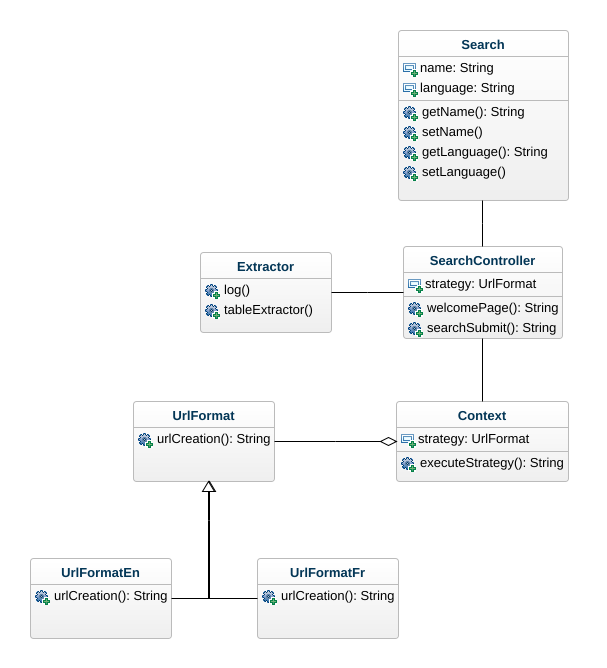 Search
name: String
language: String
getName(): String
setName()
getLanguage(): String
setLanguage()
Extractor
log()
tableExtractor()
SearchController
strategy: UrlFormat
welcomePage(): String
searchSubmit(): String
UrlFormat
urlCreation(): String
Context
strategy: UrlFormat
executeStrategy(): String
UrlFormatEn
urlCreation(): String
UrlFormatFr
urlCreation(): String